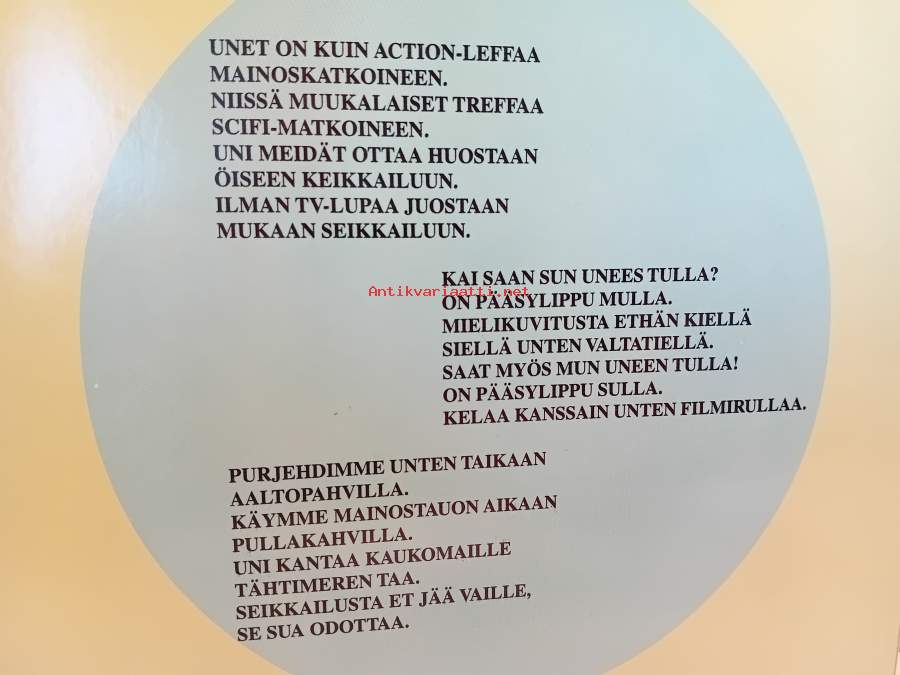 UNET ON KUIN ACTION-LEFFAA
MAINOSKATKOINEEN.
NIISSÄ MUUKALAISET TREFFAA
SCIFI-MATKOINEEN.
UNI MEIDÄT OTTAA HUOSTAAN
ÖISEEN KEIKKAILUUN.
ILMAN TV-LUPAA JUOSTAAN
MUKAAN SEIKKAILUUN.
KAI SAAN SUN UNEES TULLA?
Antikvariaatti.net
ON PÄÄSYLIPPU MULLA.
MIELIKUVITUSTA ETHÄN KIELLÄ
SIELLÄ UNTEN VALTATIELLÄ.
SAAT MYÖS MUN UNEEN TULLA!
ON PÄÄSYLIPPU SULLA.
KELAA KANSSAIN UNTEN FILMIRULLAA.
PURJEHDIMME UNTEN TAIKAAN
AALTOPAHVILLA.
KÄYMME MAINOSTAUON AIKAAN
PULLAKAHVILLA.
UNI KANTAA KAUKOMAILLE
TÄHTIMEREN TAA.
SEIKKAILUSTA ET JÄÄ VAILLE,
SE SUA ODOTTAA.